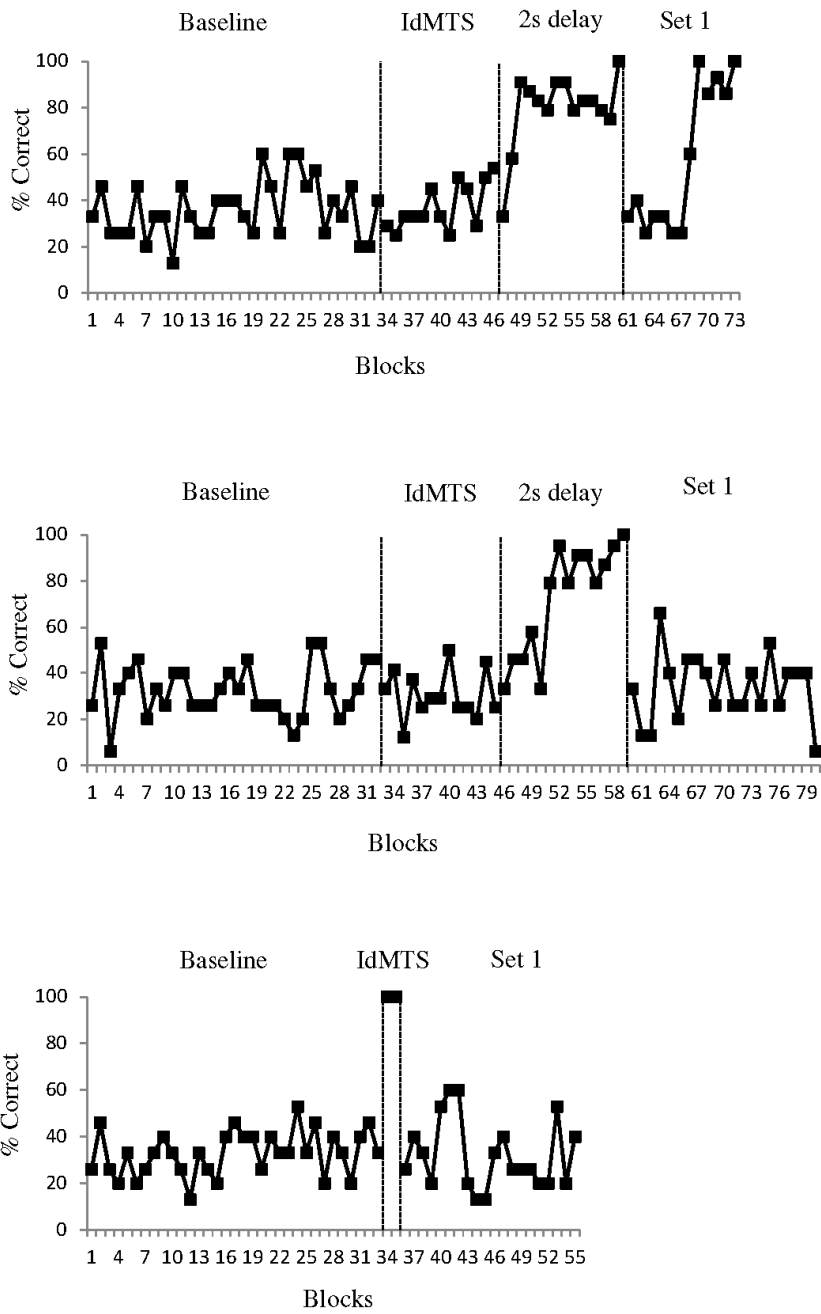 Baseline IdMTS 2s delay Set 1
100
80
60
40
20
0
% Correct
1 4 7 10 13 16 19 22 25 28 31 34 37 40 43 46 49 52 55 58 61 64 67 70 73
Blocks
Baseline IdMTS 2s delay Set 1
100
80
60
40
20
0
% Correct
1 4 7 10 13 16 19 22 25 28 31 34 37 40 43 46 49 52 55 58 61 64 67 70 73 76 79
Blocks
Baseline IdMTS Set 1
100
80
60
40
20
0
% Correct
1 4 7 10 13 16 19 22 25 28 31 34 37 40 43 46 49 52 55
Blocks